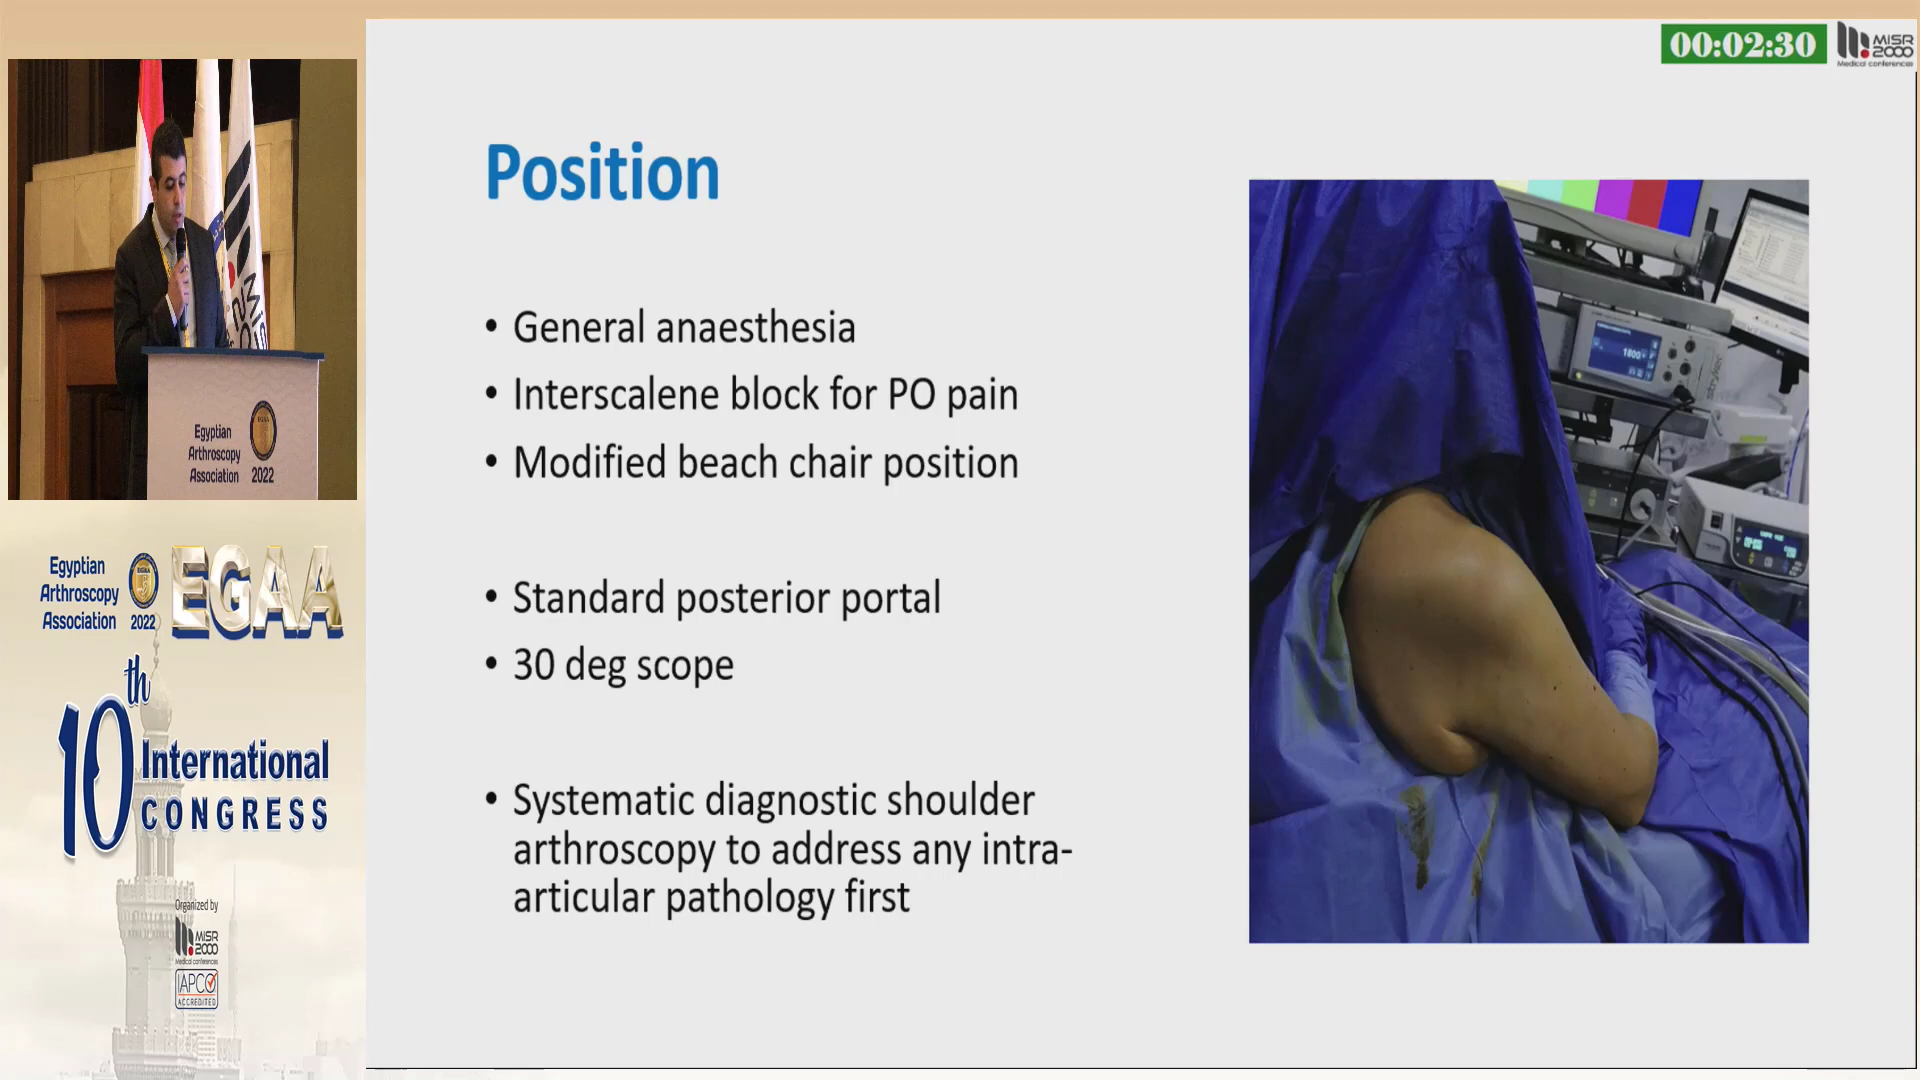 00:02:30
MISR
2000
Medical conferences
Position
• General anaesthesia
• Interscalene block for PO pain
• Modified beach chair position
• Standard posterior portal
• 30 deg scope
• Systematic diagnostic shoulder
arthroscopy to address any intra-
articular pathology first
1800
Egyptian
Arthroscopy
Association
2022
Egyptian
Arthroscopy
Association
2022
EGAA
10th
International
CONGRESS
Organized by
MISR
2000
Medical conferences
IAPCO
ACCREDITED